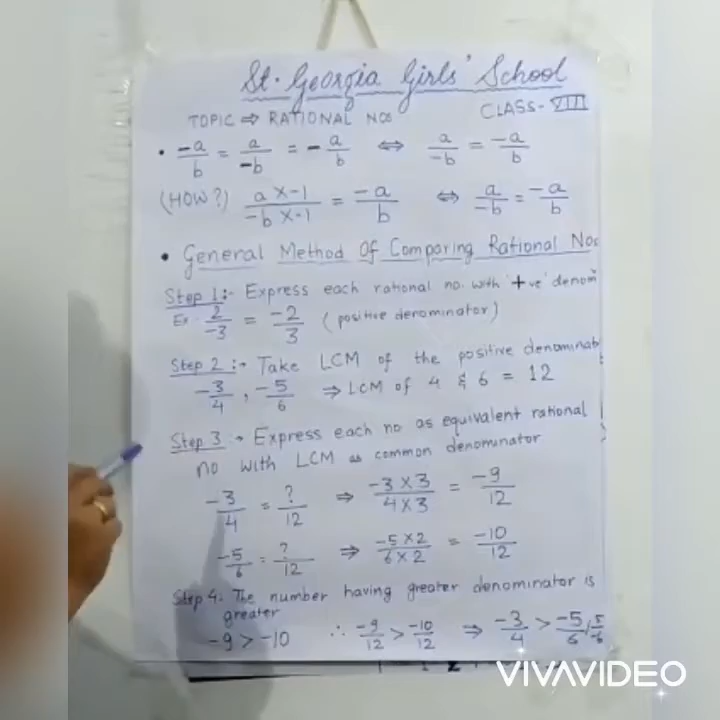 St. Georgia Girls' School
CLASS - VIII
TOPIC ⇒ RATIONAL Nos
• -a/b = a/-b = -a/b ⇔ a/-b = -a/b
(HOW?) a × -1/-b × -1 = -a/b ⇔ a/-b = -a/b
• General Method Of Comparing Rational Nos
Step 1:- Express each rational no. with '+ve' denom
Ex. 2/-3 = -2/3 (positive denominator)
Step 2:- Take LCM of the positive denominat
-3/4, -5/6 ⇒ LCM of 4 & 6 = 12
Step 3 :- Express each no as equivalent rational
no with LCM as common denominator
-3/4 = ?/12 ⇒ -3 × 3/4 × 3 = -9/12
-5/6 = ?/12 ⇒ -5 × 2/6 × 2 = -10/12
Step 4: The number having greater denominator is
greater
-9 > -10 ∴ -9/12 > -10/12 ⇒ -3/4 > -5/6, 5/-6
VIVAVIDEO